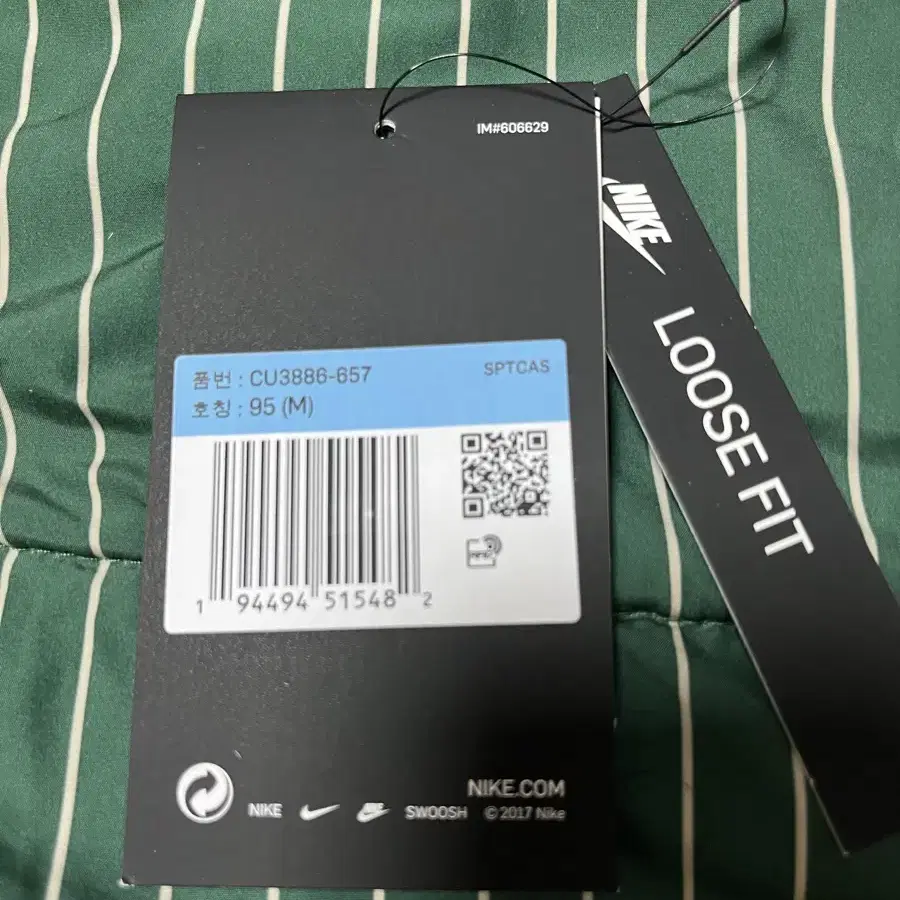 IM#606629
품번 : CU3886-657
SPTCAS
호칭 : 95 (M)
1 94494 51548 2
NIKE.COM
NIKE NIKE SWOOSH © 2017 Nike
NIKE
LOOSE FIT